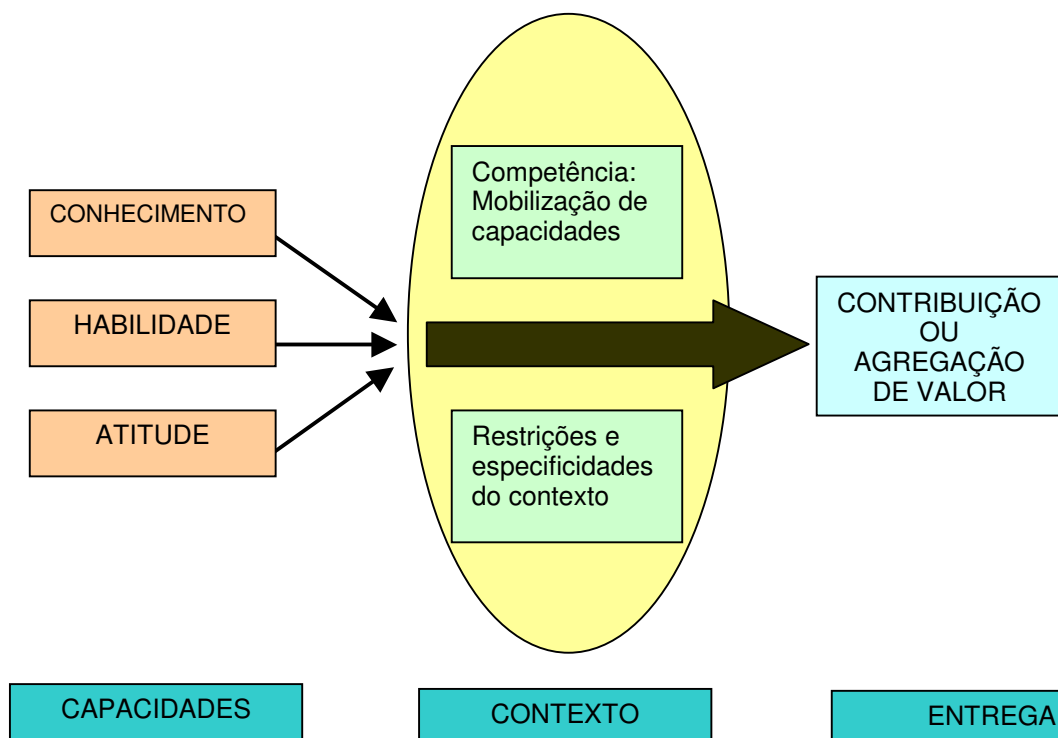 CONHECIMENTO
HABILIDADE
ATITUDE
Competência:
Mobilização de
capacidades
Restrições e
especificidades
do contexto
CONTRIBUIÇÃO
OU
AGREGAÇÃO
DE VALOR
CAPACIDADES
CONTEXTO
ENTREGA